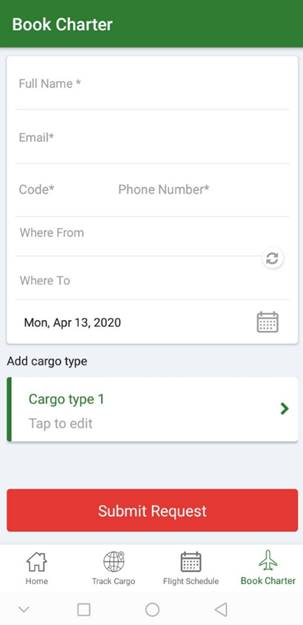 Book Charter
Full Name *
Email*
Code* Phone Number*
Where From
Where To
Mon, Apr 13, 2020
Add cargo type
Cargo type 1
Tap to edit
Submit Request
Home Track Cargo Flight Schedule Book Charter